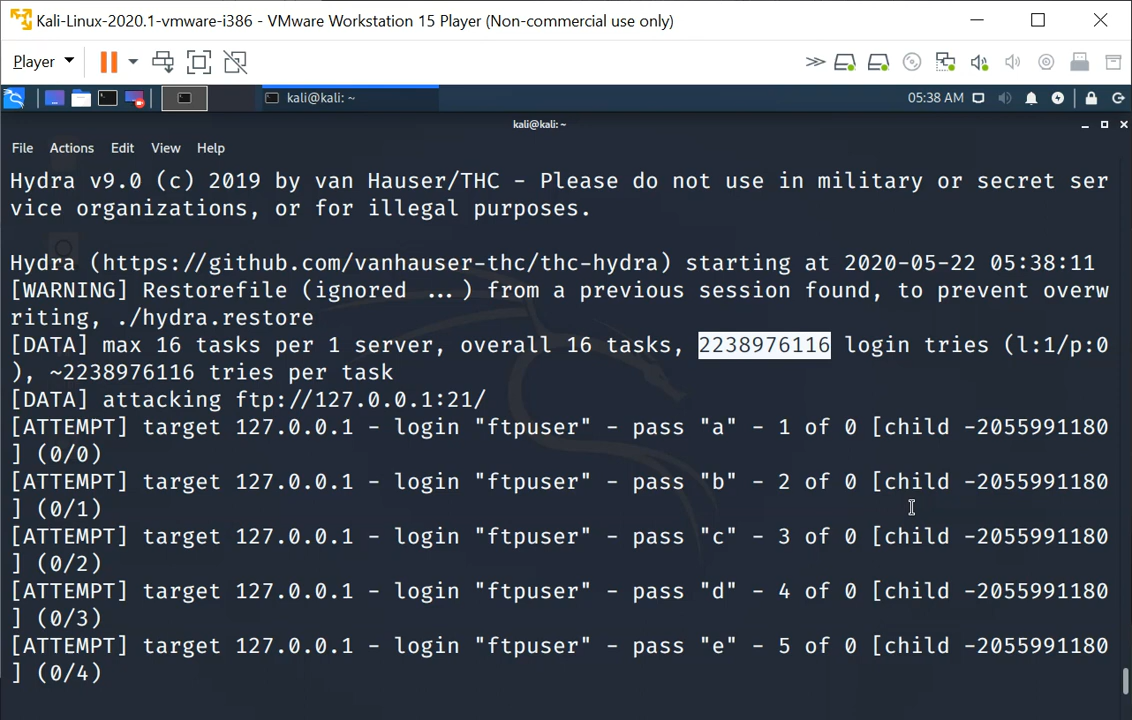 Kali-Linux-2020.1-vmware-i386 - VMware Workstation 15 Player (Non-commercial use only)
Player
kali@kali: ~
05:38 AM
kali@kali: ~
File Actions Edit View Help
Hydra v9.0 (c) 2019 by van Hauser/THC - Please do not use in military or secret ser
vice organizations, or for illegal purposes.
Hydra (https://github.com/vanhauser-thc/thc-hydra) starting at 2020-05-22 05:38:11
[WARNING] Restorefile (ignored ...) from a previous session found, to prevent overw
riting, ./hydra.restore
[DATA] max 16 tasks per 1 server, overall 16 tasks, 2238976116 login tries (l:1/p:0
), ~2238976116 tries per task
[DATA] attacking ftp://127.0.0.1:21/
[ATTEMPT] target 127.0.0.1 - login "ftpuser" - pass "a" - 1 of 0 [child -2055991180
] (0/0)
[ATTEMPT] target 127.0.0.1 - login "ftpuser" - pass "b" - 2 of 0 [child -2055991180
] (0/1)
[ATTEMPT] target 127.0.0.1 - login "ftpuser" - pass "c" - 3 of 0 [child -2055991180
] (0/2)
[ATTEMPT] target 127.0.0.1 - login "ftpuser" - pass "d" - 4 of 0 [child -2055991180
] (0/3)
[ATTEMPT] target 127.0.0.1 - login "ftpuser" - pass "e" - 5 of 0 [child -2055991180
] (0/4)